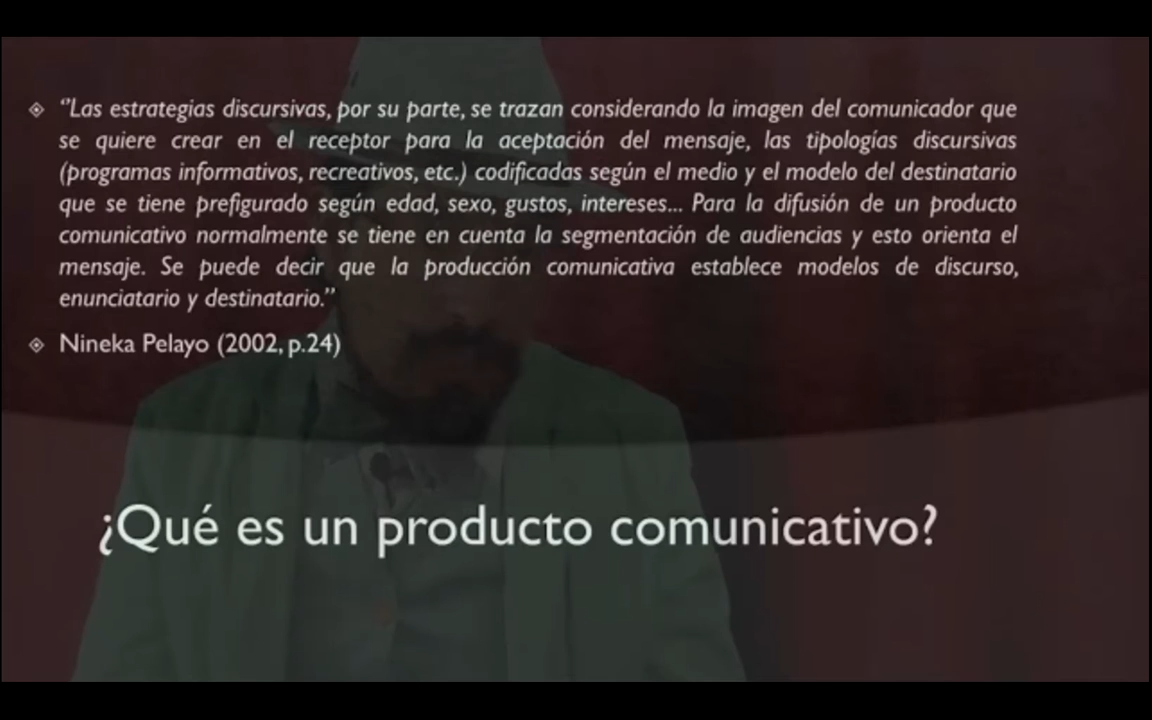 "Las estrategias discursivas, por su parte, se trazan considerando la imagen del comunicador que
se quiere crear en el receptor para la aceptación del mensaje, las tipologías discursivas
(programas informativos, recreativos, etc.) codificadas según el medio y el modelo del destinatario
que se tiene prefigurado según edad, sexo, gustos, intereses... Para la difusión de un producto
comunicativo normalmente se tiene en cuenta la segmentación de audiencias y esto orienta el
mensaje. Se puede decir que la producción comunicativa establece modelos de discurso,
enunciatario y destinatario."
Nineka Pelayo (2002, p.24)
¿Qué es un producto comunicativo?